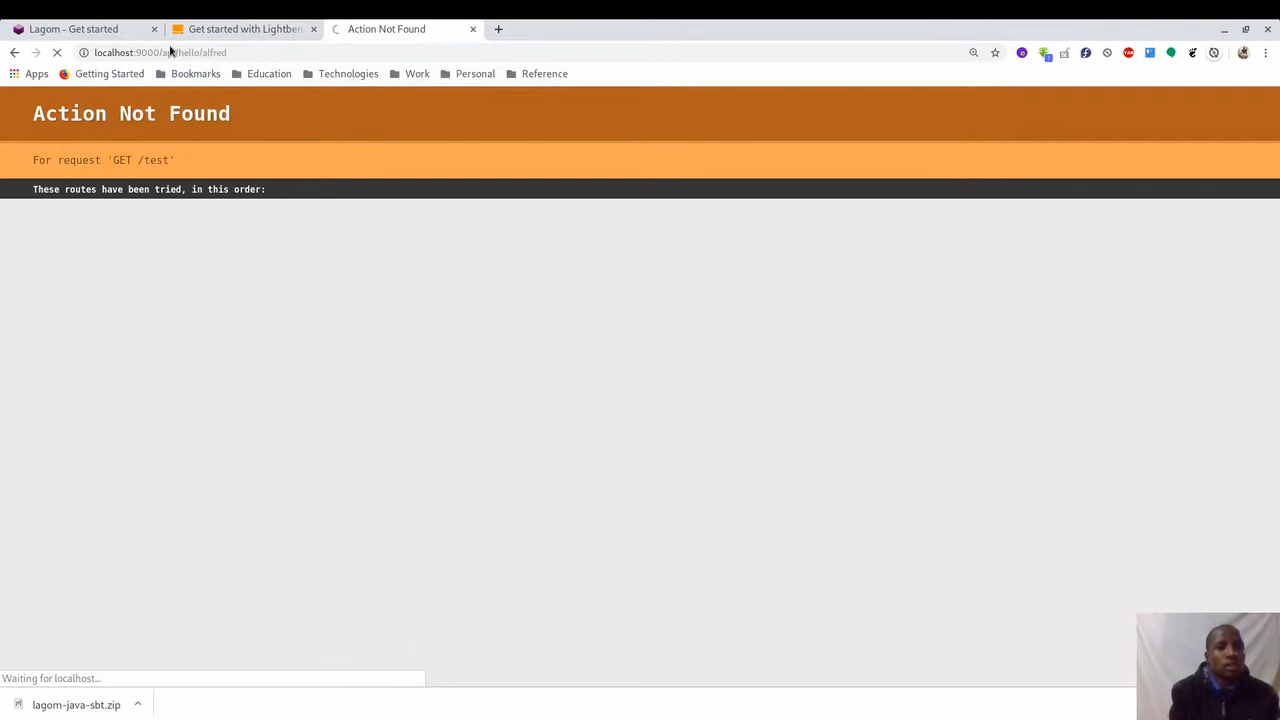 Lagom - Get started
Get started with Lightben
Action Not Found
localhost:9000/api/hello/alfred
Apps
Getting Started
Bookmarks
Education
Technologies
Work
Personal
Reference
Action Not Found
For request 'GET /test'
These routes have been tried, in this order:
Waiting for localhost...
lagom-java-sbt.zip